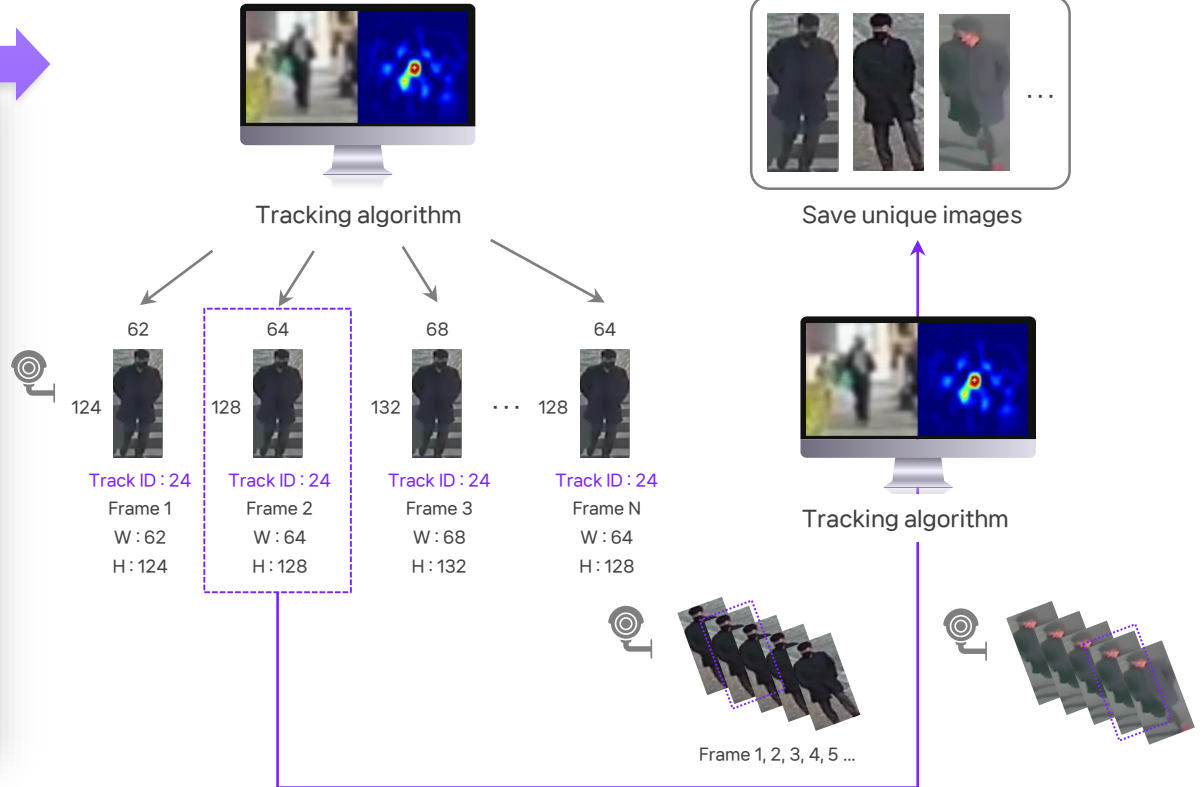 Tracking algorithm
Save unique images
62
64
68
64
124
128
132
...
128
...
Track ID : 24
Track ID : 24
Track ID : 24
Track ID : 24
Frame 1
Frame 2
Frame 3
Frame N
W : 62
W : 64
W : 68
W : 64
H : 124
H : 128
H : 132
H : 128
Tracking algorithm
Frame 1, 2, 3, 4, 5 ...